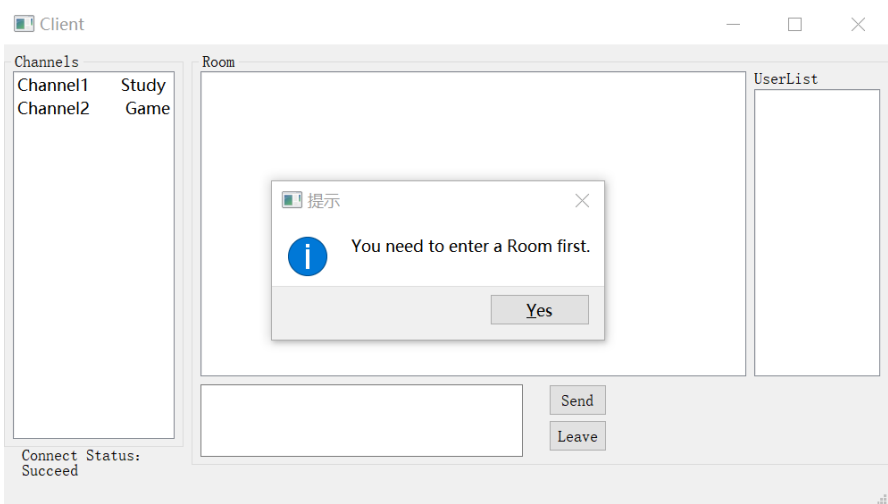 Client
Channels
Channel1 Study
Channel2 Game
Room
UserList
提示
You need to enter a Room first.
Yes
Send
Leave
Connect Status:
Succeed